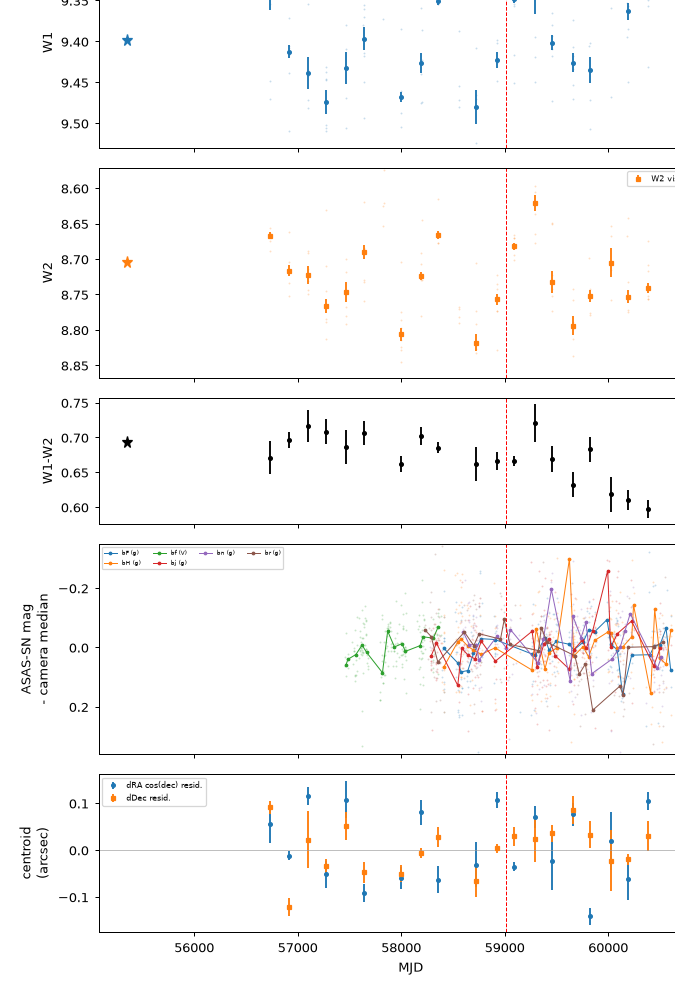 9.35
9.40
9.45
9.50
W1
W2 vi
8.60
8.65
8.70
8.75
8.80
8.85
W2
0.75
0.70
0.65
0.60
W1-W2
bF (g)
bf (V)
bn (g)
br (g)
bH (g)
bj (g)
−0.2
0.0
0.2
ASAS-SN mag
- camera median
dRA cos(dec) resid.
dDec resid.
0.1
0.0
−0.1
centroid
(arcsec)
56000
57000
58000
59000
60000
MJD